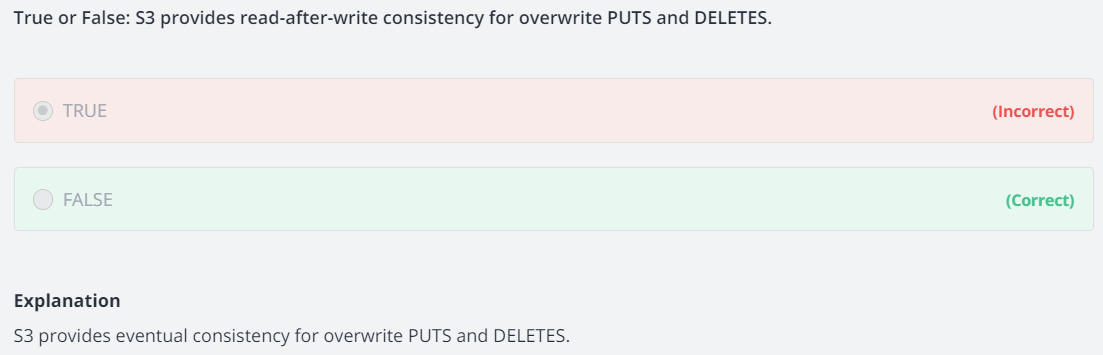 True or False: S3 provides read-after-write consistency for overwrite PUTS and DELETES.
TRUE (Incorrect)
FALSE (Correct)
Explanation
S3 provides eventual consistency for overwrite PUTS and DELETES.